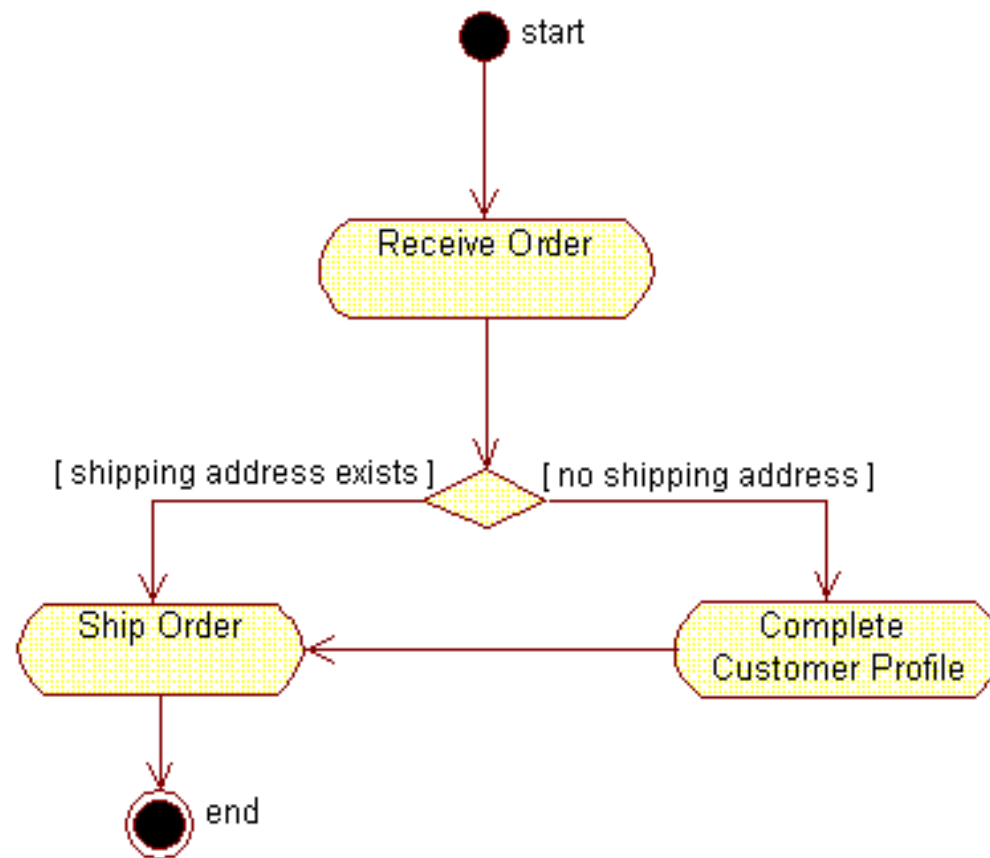 start
Receive Order
[ shipping address exists ]
[ no shipping address ]
Ship Order
Complete
Customer Profile
end